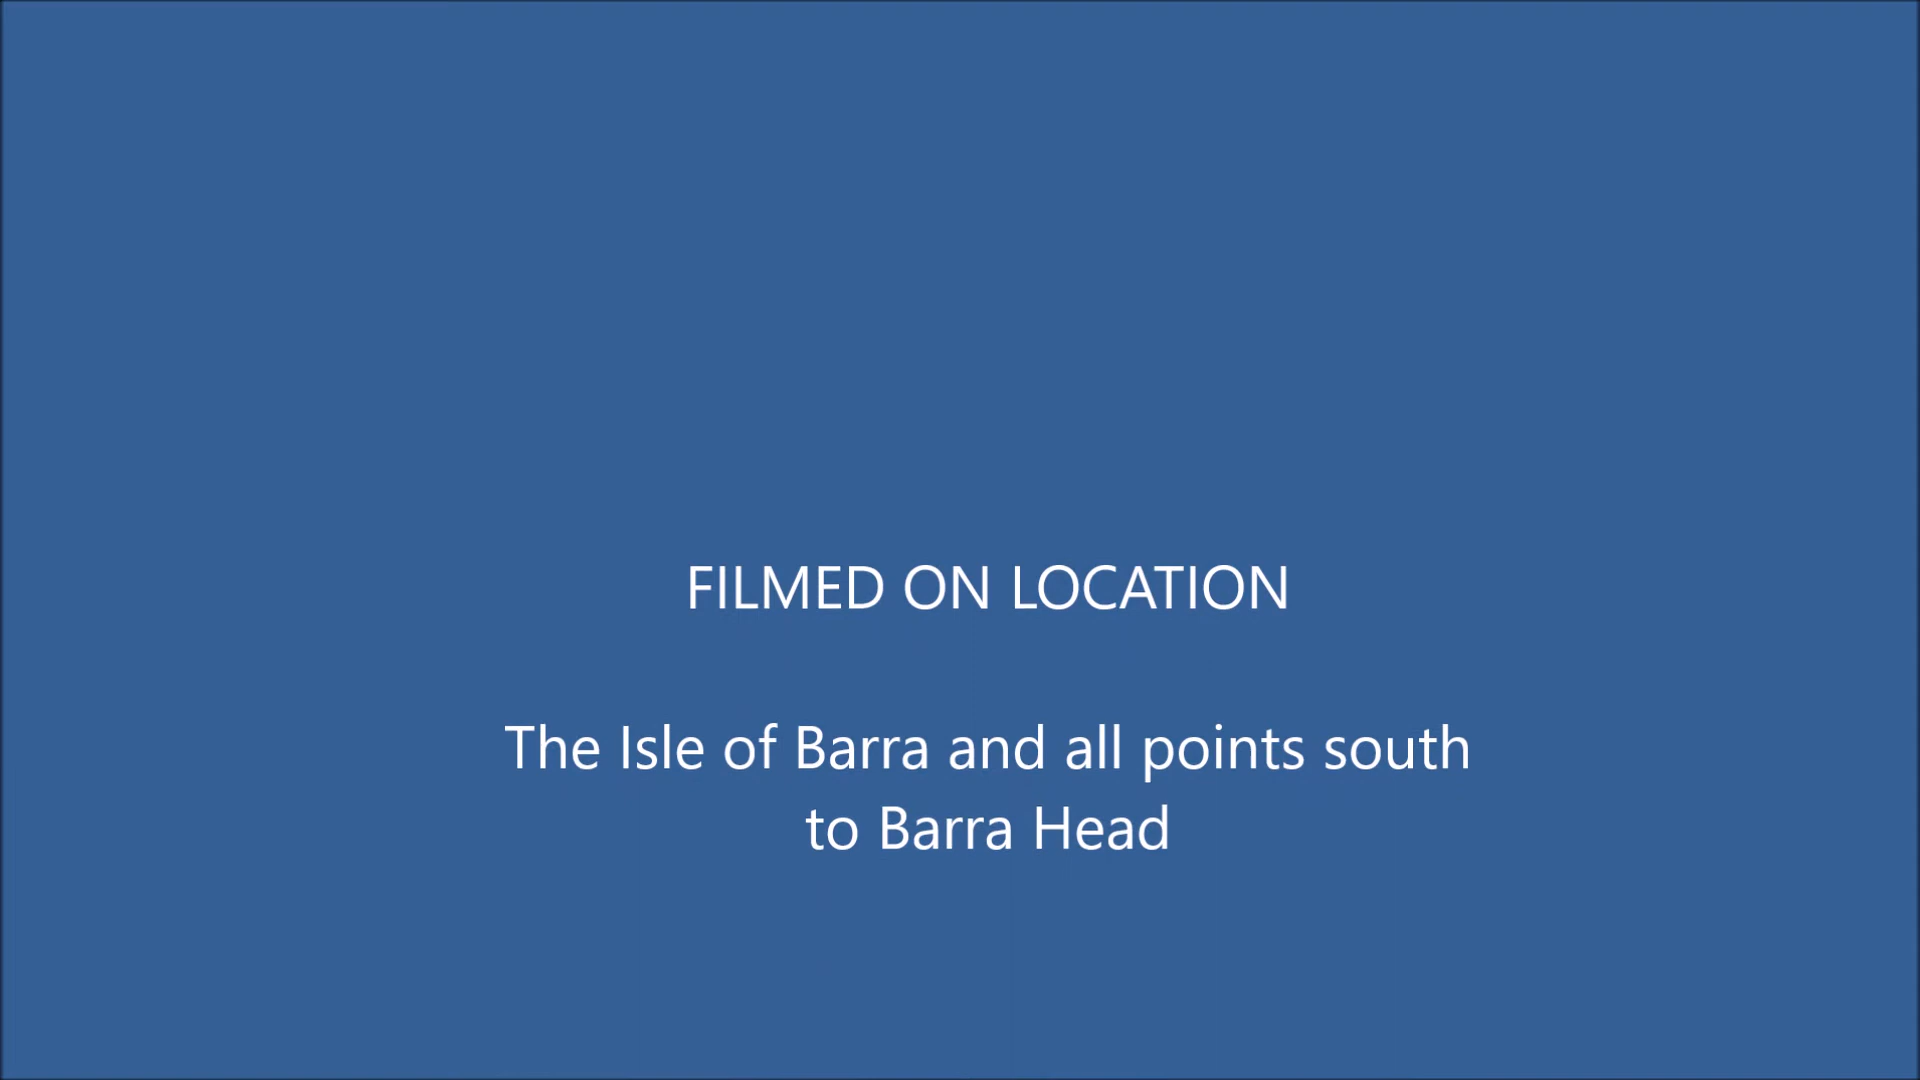 FILMED ON LOCATION
The Isle of Barra and all points south
to Barra Head